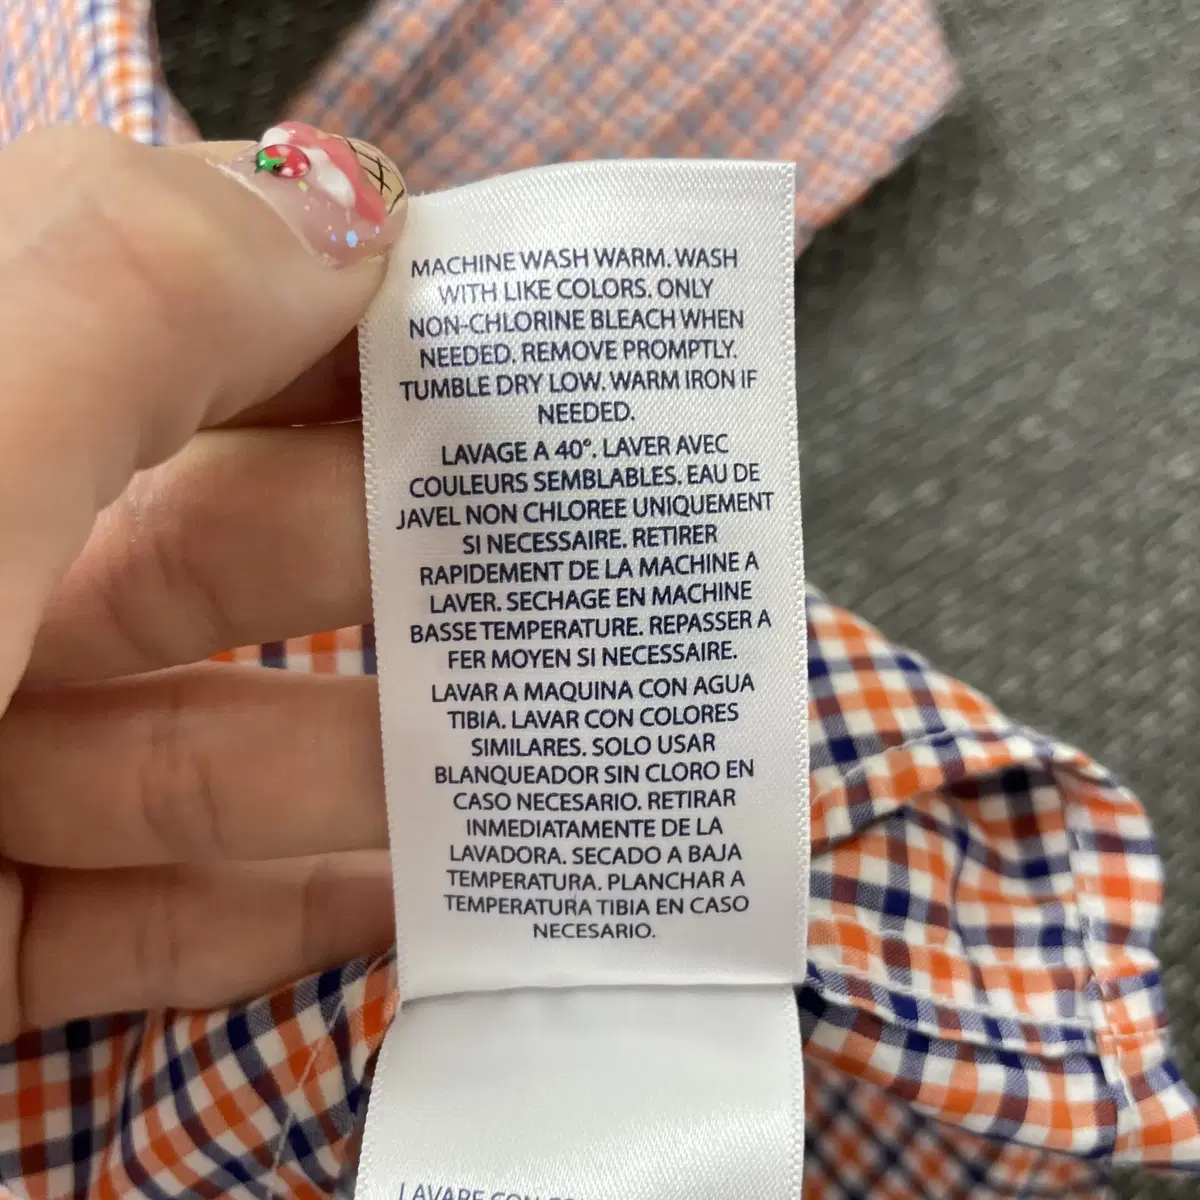 MACHINE WASH WARM. WASH
WITH LIKE COLORS. ONLY
NON-CHLORINE BLEACH WHEN
NEEDED. REMOVE PROMPTLY.
TUMBLE DRY LOW. WARM IRON IF
NEEDED.
LAVAGE A 40°. LAVER AVEC
COULEURS SEMBLABLES. EAU DE
JAVEL NON CHLOREE UNIQUEMENT
SI NECESSAIRE. RETIRER
RAPIDEMENT DE LA MACHINE A
LAVER. SECHAGE EN MACHINE
BASSE TEMPERATURE. REPASSER A
FER MOYEN SI NECESSAIRE.
LAVAR A MAQUINA CON AGUA
TIBIA. LAVAR CON COLORES
SIMILARES. SOLO USAR
BLANQUEADOR SIN CLORO EN
CASO NECESARIO. RETIRAR
INMEDIATAMENTE DE LA
LAVADORA. SECADO A BAJA
TEMPERATURA. PLANCHAR A
TEMPERATURA TIBIA EN CASO
NECESARIO.
LAVARE CON